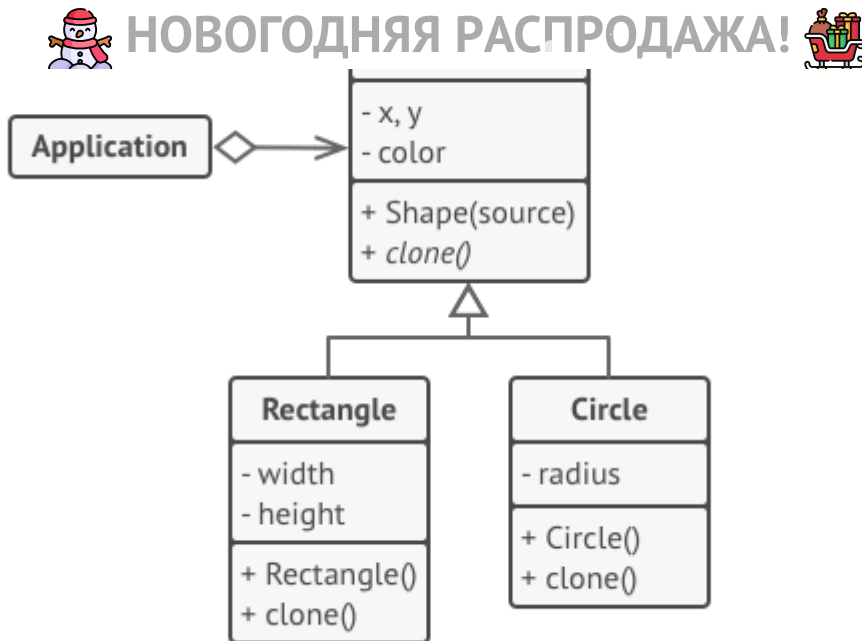 НОВОГОДНЯЯ РАСПРОДАЖА!
- x, y
- color
Application
+ Shape(source)
+ clone()
Rectangle
- width
- height
+ Rectangle()
+ clone()
Circle
- radius
+ Circle()
+ clone()